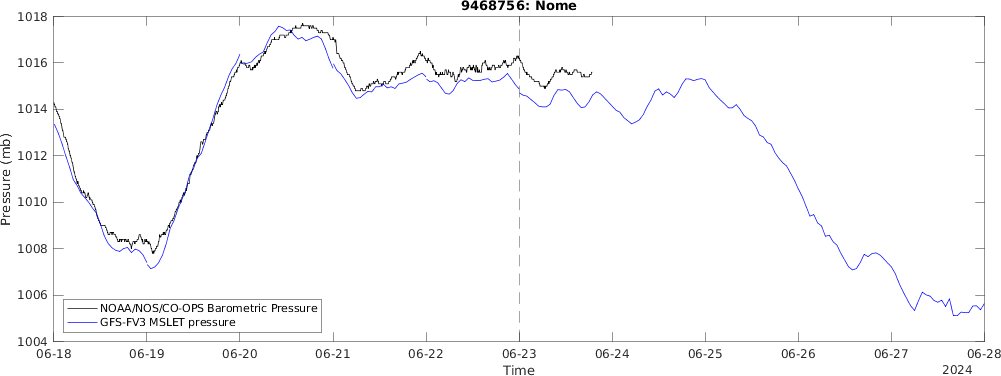 9468756: Nome
1018
1016
1014
1012
1010
1008
1006
1004
Pressure (mb)
NOAA/NOS/CO-OPS Barometric Pressure
GFS-FV3 MSLET pressure
06-18 06-19 06-20 06-21 06-22 06-23 06-24 06-25 06-26 06-27 06-28
Time
2024